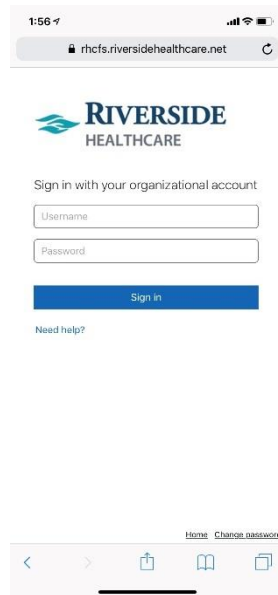 1:56
rhcfs.riversidehealthcare.net
RIVERSIDE
HEALTHCARE
Sign in with your organizational account
Username
Password
Sign in
Need help?
Home Change password